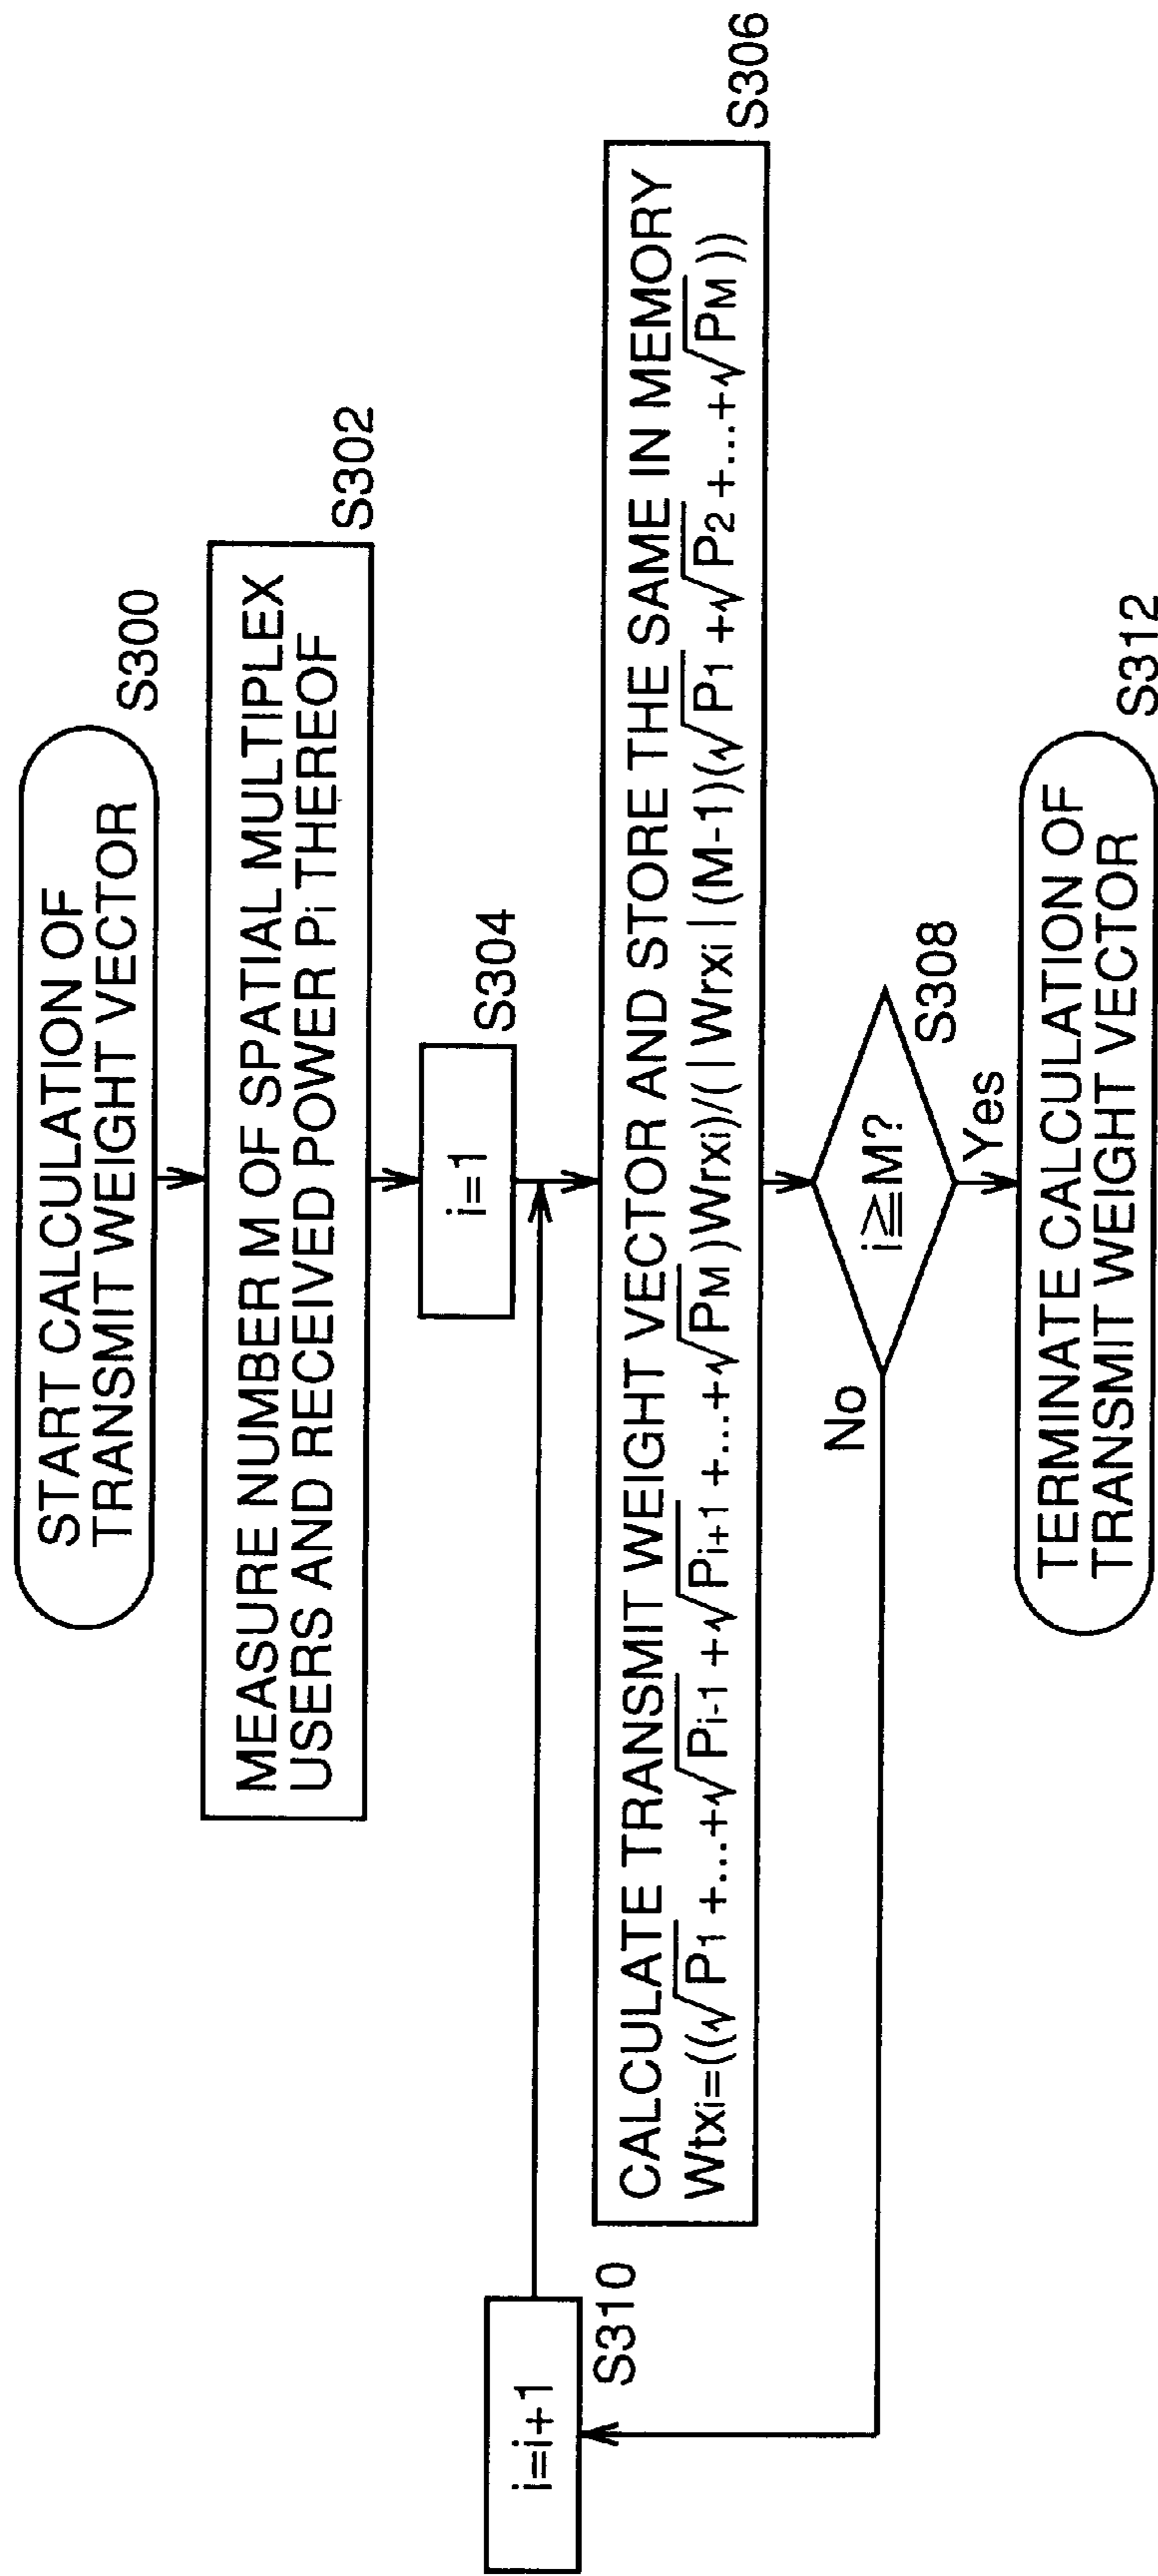 START CALCULATION OF
TRANSMIT WEIGHT VECTOR
S300
MEASURE NUMBER M OF SPATIAL MULTIPLEX
USERS AND RECEIVED POWER Pi THEREOF
S302
i=1
S304
CALCULATE TRANSMIT WEIGHT VECTOR AND STORE THE SAME IN MEMORY
Wtxi=((√P1 +...+√Pi-1 +√Pi+1 +...+√PM )Wrxi)/( |Wrxi | (M-1)(√P1 +√P2 +...+√PM ))
S306
i≧M?
S308
No
Yes
i=i+1
S310
TERMINATE CALCULATION OF
TRANSMIT WEIGHT VECTOR
S312